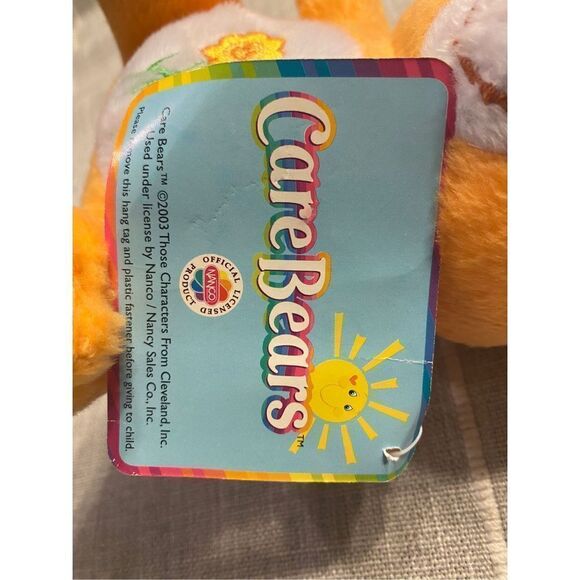 Care Bears™
OFFICIAL LICENSED PRODUCT
NANCO
Care Bears™ ©2003 Those Characters From Cleveland, Inc.
Used under license by Nanco / Nancy Sales Co., Inc.
Please remove this hang tag and plastic fastener before giving to child.